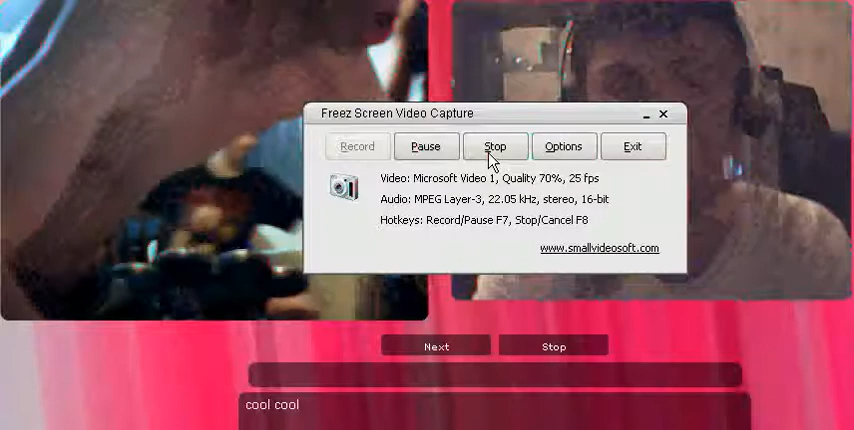 Freez Screen Video Capture
Record Pause Stop Options Exit
Video: Microsoft Video 1, Quality 70%, 25 fps
Audio: MPEG Layer-3, 22.05 kHz, stereo, 16-bit
Hotkeys: Record/Pause F7, Stop/Cancel F8
www.smallvideosoft.com
Next Stop
cool cool